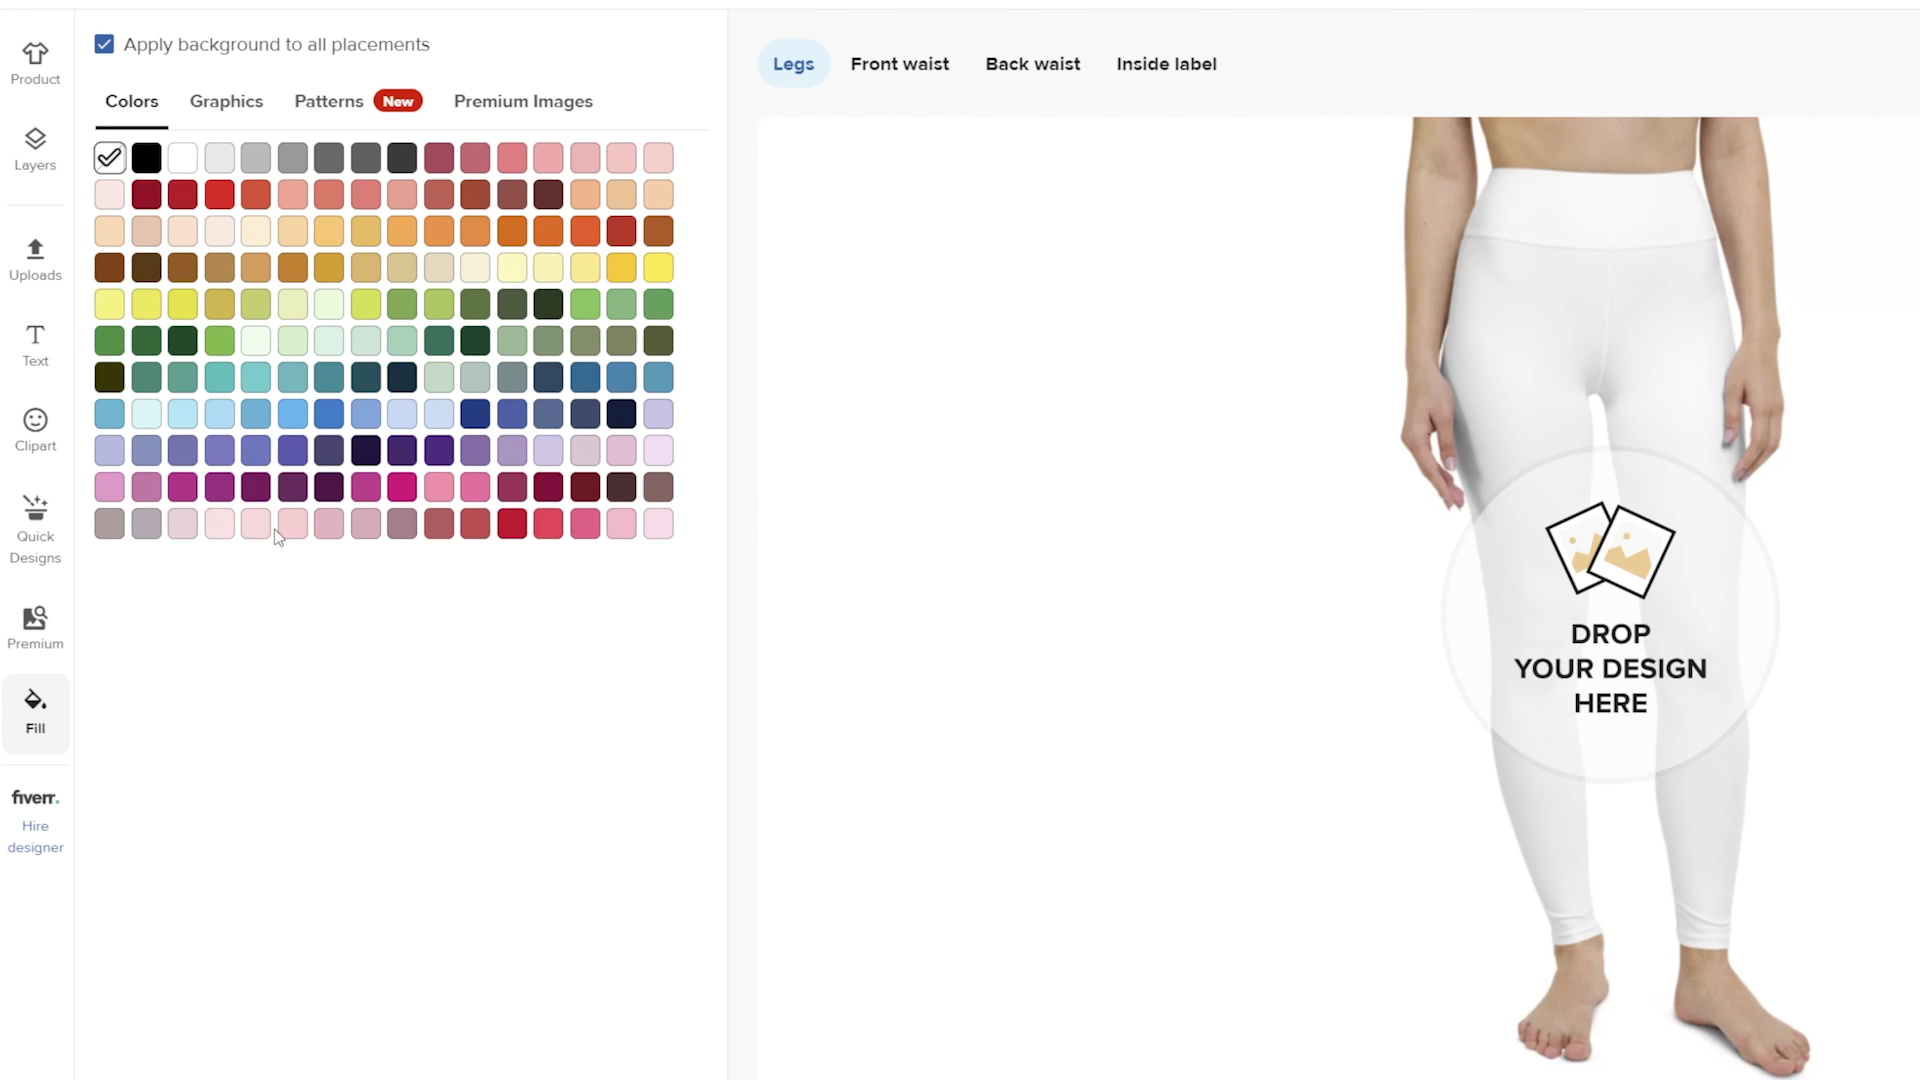 Product
Layers
Uploads
Text
Clipart
Quick
Designs
Premium
Fill
fiverr.
Hire
designer
Apply background to all placements
Colors
Graphics
Patterns
New
Premium Images
Legs
Front waist
Back waist
Inside label
DROP
YOUR DESIGN
HERE